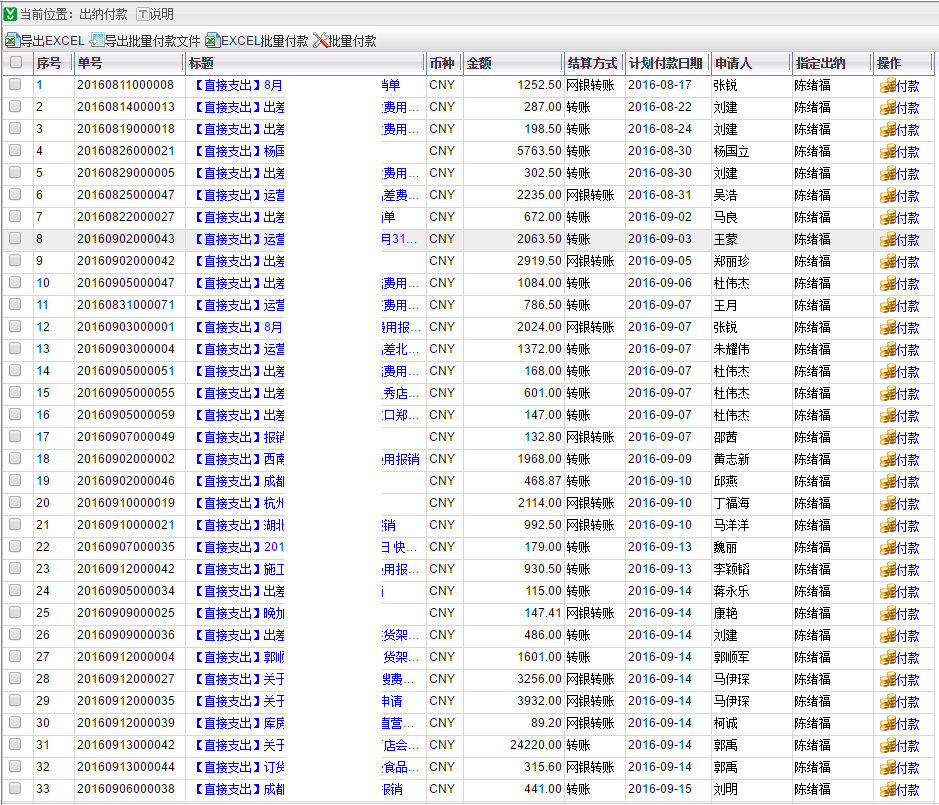 当前位置：出纳付款 T说明
导出EXCEL 导出批量付款文件 EXCEL批量付款 批量付款
序号 单号 标题 币种 金额 结算方式 计划付款日期 申请人 指定出纳 操作
1 20160811000008 【直接支出】8月 单 CNY 1252.50 网银转账 2016-08-17 张锐 陈绪福 付款
2 20160814000013 【直接支出】出差 费用... CNY 287.00 转账 2016-08-22 刘建 陈绪福 付款
3 20160819000018 【直接支出】出差 费用... CNY 198.50 转账 2016-08-24 刘建 陈绪福 付款
4 20160826000021 【直接支出】杨国 CNY 5763.50 转账 2016-08-30 杨国立 陈绪福 付款
5 20160829000005 【直接支出】出差 费用... CNY 302.50 转账 2016-08-30 刘建 陈绪福 付款
6 20160825000047 【直接支出】运营 差费... CNY 2235.00 网银转账 2016-08-31 吴浩 陈绪福 付款
7 20160822000027 【直接支出】出差 单 CNY 672.00 转账 2016-09-02 马良 陈绪福 付款
8 20160902000043 【直接支出】运营 月31... CNY 2063.50 转账 2016-09-03 王蒙 陈绪福 付款
9 20160902000042 【直接支出】出差 CNY 2919.50 网银转账 2016-09-05 郑丽珍 陈绪福 付款
10 20160905000047 【直接支出】出差 费用... CNY 1084.00 转账 2016-09-06 杜伟杰 陈绪福 付款
11 20160831000071 【直接支出】运营 费用... CNY 786.50 转账 2016-09-07 王月 陈绪福 付款
12 20160903000001 【直接支出】8月 用报... CNY 2024.00 网银转账 2016-09-07 张锐 陈绪福 付款
13 20160903000004 【直接支出】运营 差北... CNY 1372.00 转账 2016-09-07 朱耀伟 陈绪福 付款
14 20160905000051 【直接支出】出差 费用... CNY 168.00 转账 2016-09-07 杜伟杰 陈绪福 付款
15 20160905000055 【直接支出】出差 秀店... CNY 601.00 转账 2016-09-07 杜伟杰 陈绪福 付款
16 20160905000059 【直接支出】出差 口郑... CNY 147.00 转账 2016-09-07 杜伟杰 陈绪福 付款
17 20160907000049 【直接支出】报销 CNY 132.80 网银转账 2016-09-07 邵茜 陈绪福 付款
18 20160902000002 【直接支出】西南 用报销 CNY 1968.00 转账 2016-09-09 黄志新 陈绪福 付款
19 20160902000046 【直接支出】成都 CNY 468.87 转账 2016-09-10 邱燕 陈绪福 付款
20 20160910000019 【直接支出】杭州 CNY 2114.00 网银转账 2016-09-10 丁福海 陈绪福 付款
21 20160910000021 【直接支出】湖北 销 CNY 992.50 网银转账 2016-09-10 马洋洋 陈绪福 付款
22 20160907000035 【直接支出】201 日 快... CNY 179.00 转账 2016-09-13 魏丽 陈绪福 付款
23 20160912000042 【直接支出】施工 用报... CNY 930.50 转账 2016-09-13 李颖韬 陈绪福 付款
24 20160905000034 【直接支出】出差 CNY 115.00 转账 2016-09-14 蒋永乐 陈绪福 付款
25 20160909000025 【直接支出】晚加 CNY 147.41 网银转账 2016-09-14 康艳 陈绪福 付款
26 20160909000036 【直接支出】出差 货架... CNY 486.00 转账 2016-09-14 刘建 陈绪福 付款
27 20160912000004 【直接支出】郭顺 货架... CNY 1601.00 转账 2016-09-14 郭顺军 陈绪福 付款
28 20160912000027 【直接支出】关于 费... CNY 3256.00 网银转账 2016-09-14 马伊琛 陈绪福 付款
29 20160912000035 【直接支出】关于 申请 CNY 3932.00 网银转账 2016-09-14 马伊琛 陈绪福 付款
30 20160912000039 【直接支出】库房 直营... CNY 89.20 网银转账 2016-09-14 柯诚 陈绪福 付款
31 20160913000042 【直接支出】关于 店会... CNY 24220.00 转账 2016-09-14 郭禹 陈绪福 付款
32 20160913000044 【直接支出】订货 食品... CNY 315.60 网银转账 2016-09-14 郭禹 陈绪福 付款
33 20160906000038 【直接支出】成都 报销 CNY 441.00 转账 2016-09-15 刘明 陈绪福 付款